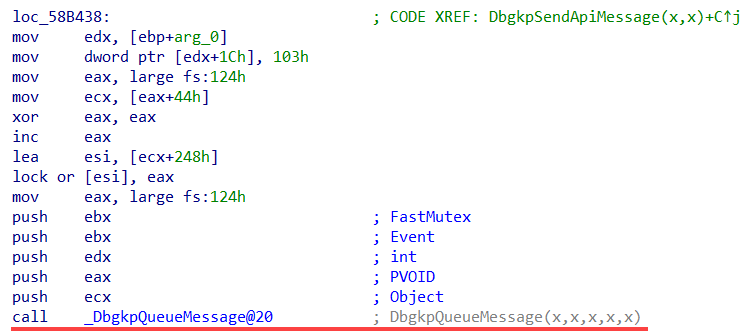 loc_58B438: ; CODE XREF: DbgkpSendApiMessage(x,x)+C↑j
mov edx, [ebp+arg_0]
mov dword ptr [edx+1Ch], 103h
mov eax, large fs:124h
mov ecx, [eax+44h]
xor eax, eax
inc eax
lea esi, [ecx+248h]
lock or [esi], eax
mov eax, large fs:124h
push ebx ; FastMutex
push ebx ; Event
push edx ; int
push eax ; PVOID
push ecx ; Object
call _DbgkpQueueMessage@20 ; DbgkpQueueMessage(x,x,x,x,x)